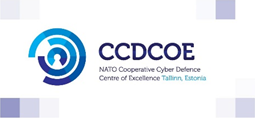 CCDCOE
NATO Cooperative Cyber Defence
Centre of Excellence Tallinn, Estonia